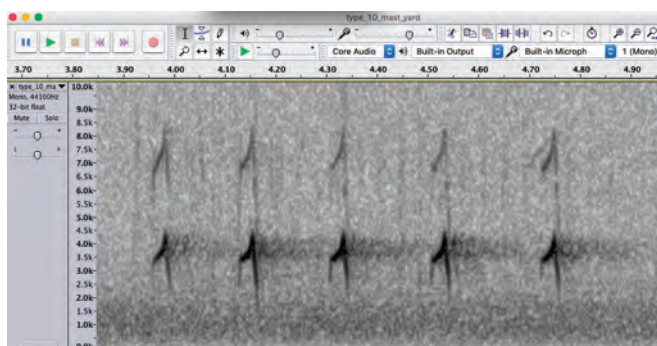 type_10_mast_yard
Core Audio Built-in Output Built-in Microph 1 (Mono)
3.70 3.80 3.90 4.00 4.10 4.20 4.30 4.40 4.50 4.60 4.70 4.80 4.90
× type_10_ma
Mono, 44100Hz
32-bit float
Mute Solo
- +
L R
10.0k
9.0k
8.5k
8.0k
7.5k
7.0k
6.5k
6.0k
5.5k
5.0k
4.5k
4.0k
3.5k
3.0k
2.5k
2.0k
1.5k
1.0k
0.0k